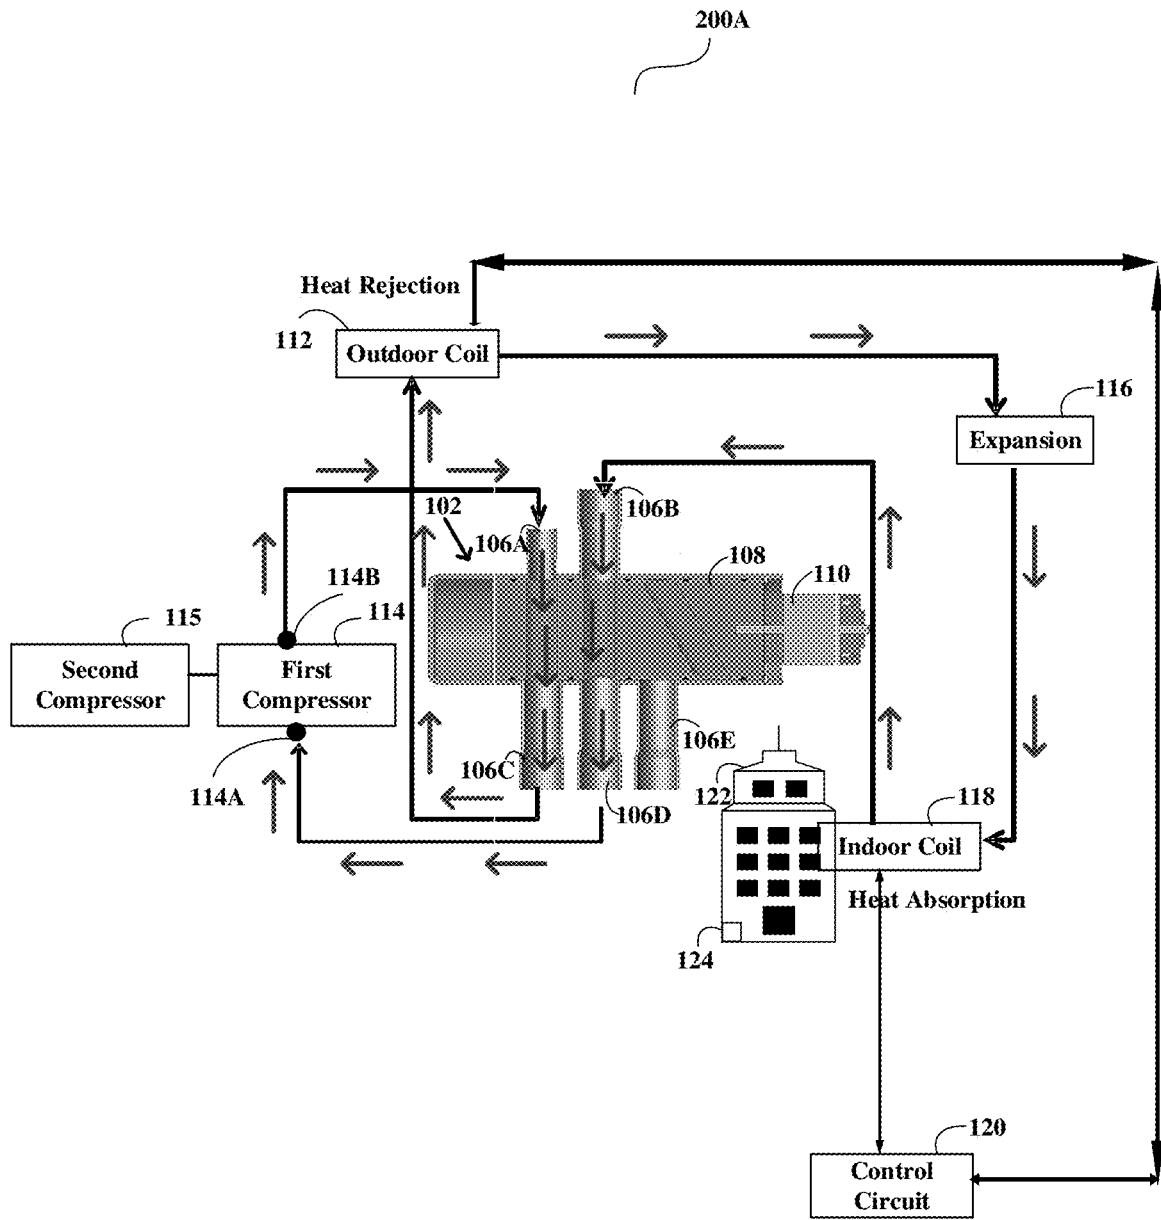 200A
Heat Rejection
112
Outdoor Coil
116
Expansion
102
106A
106B
108
110
114B
114
115
Second
Compressor
First
Compressor
114A
106C
106D
106E
122
118
Indoor Coil
Heat Absorption
124
120
Control
Circuit